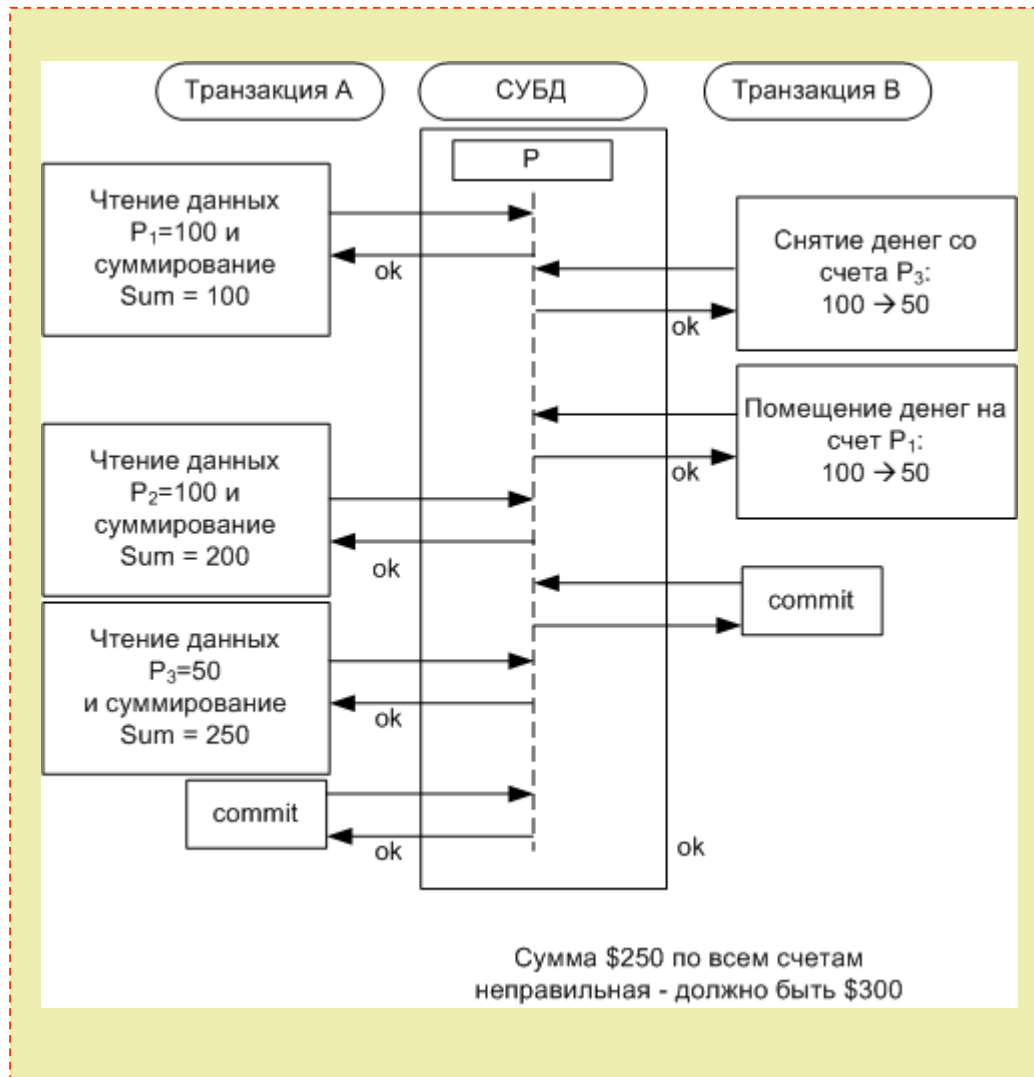 Транзакция А
СУБД
Транзакция В
P
Чтение данных
P₁=100 и
суммирование
Sum = 100
ok
Снятие денег со
счета P₃:
100 → 50
ok
Помещение денег на
счет P₁:
100 → 50
ok
Чтение данных
P₂=100 и
суммирование
Sum = 200
ok
commit
Чтение данных
P₃=50
и суммирование
Sum = 250
ok
commit
ok
ok
Сумма $250 по всем счетам
неправильная - должно быть $300